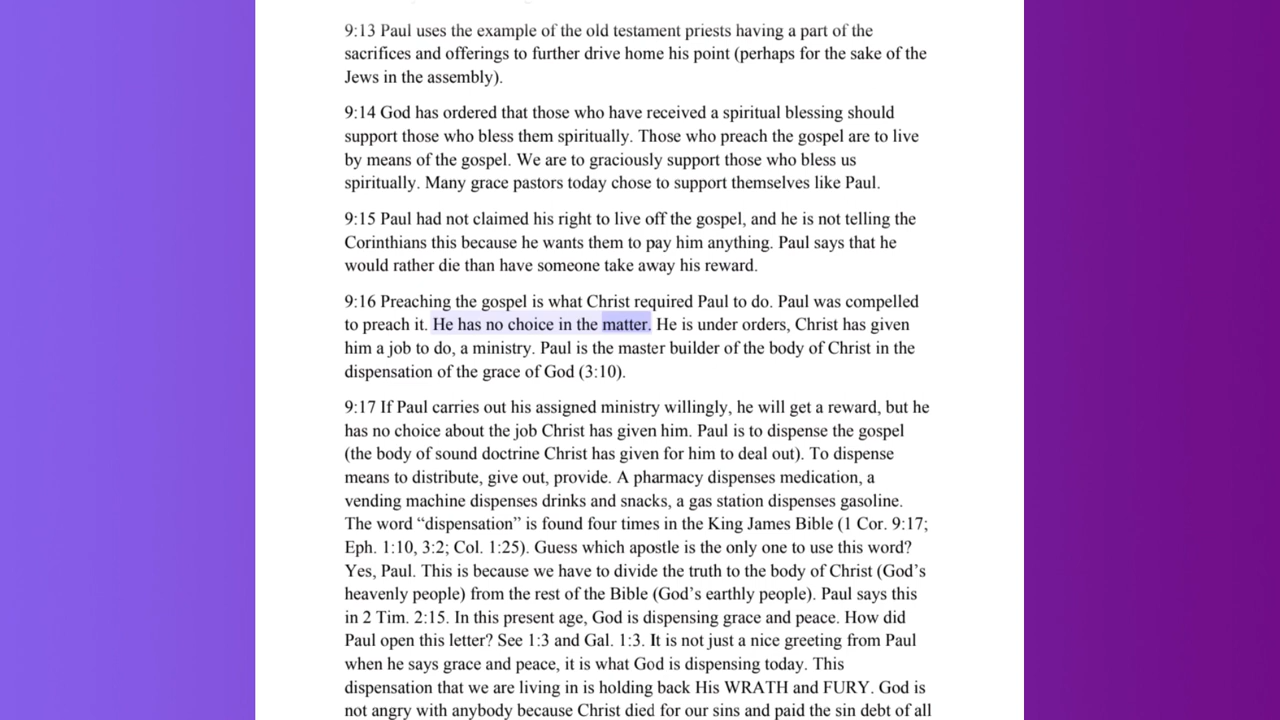 9:13 Paul uses the example of the old testament priests having a part of the
sacrifices and offerings to further drive home his point (perhaps for the sake of the
Jews in the assembly).
9:14 God has ordered that those who have received a spiritual blessing should
support those who bless them spiritually. Those who preach the gospel are to live
by means of the gospel. We are to graciously support those who bless us
spiritually. Many grace pastors today chose to support themselves like Paul.
9:15 Paul had not claimed his right to live off the gospel, and he is not telling the
Corinthians this because he wants them to pay him anything. Paul says that he
would rather die than have someone take away his reward.
9:16 Preaching the gospel is what Christ required Paul to do. Paul was compelled
to preach it. He has no choice in the matter. He is under orders, Christ has given
him a job to do, a ministry. Paul is the master builder of the body of Christ in the
dispensation of the grace of God (3:10).
9:17 If Paul carries out his assigned ministry willingly, he will get a reward, but he
has no choice about the job Christ has given him. Paul is to dispense the gospel
(the body of sound doctrine Christ has given for him to deal out). To dispense
means to distribute, give out, provide. A pharmacy dispenses medication, a
vending machine dispenses drinks and snacks, a gas station dispenses gasoline.
The word “dispensation” is found four times in the King James Bible (1 Cor. 9:17;
Eph. 1:10, 3:2; Col. 1:25). Guess which apostle is the only one to use this word?
Yes, Paul. This is because we have to divide the truth to the body of Christ (God’s
heavenly people) from the rest of the Bible (God’s earthly people). Paul says this
in 2 Tim. 2:15. In this present age, God is dispensing grace and peace. How did
Paul open this letter? See 1:3 and Gal. 1:3. It is not just a nice greeting from Paul
when he says grace and peace, it is what God is dispensing today. This
dispensation that we are living in is holding back His WRATH and FURY. God is
not angry with anybody because Christ died for our sins and paid the sin debt of all